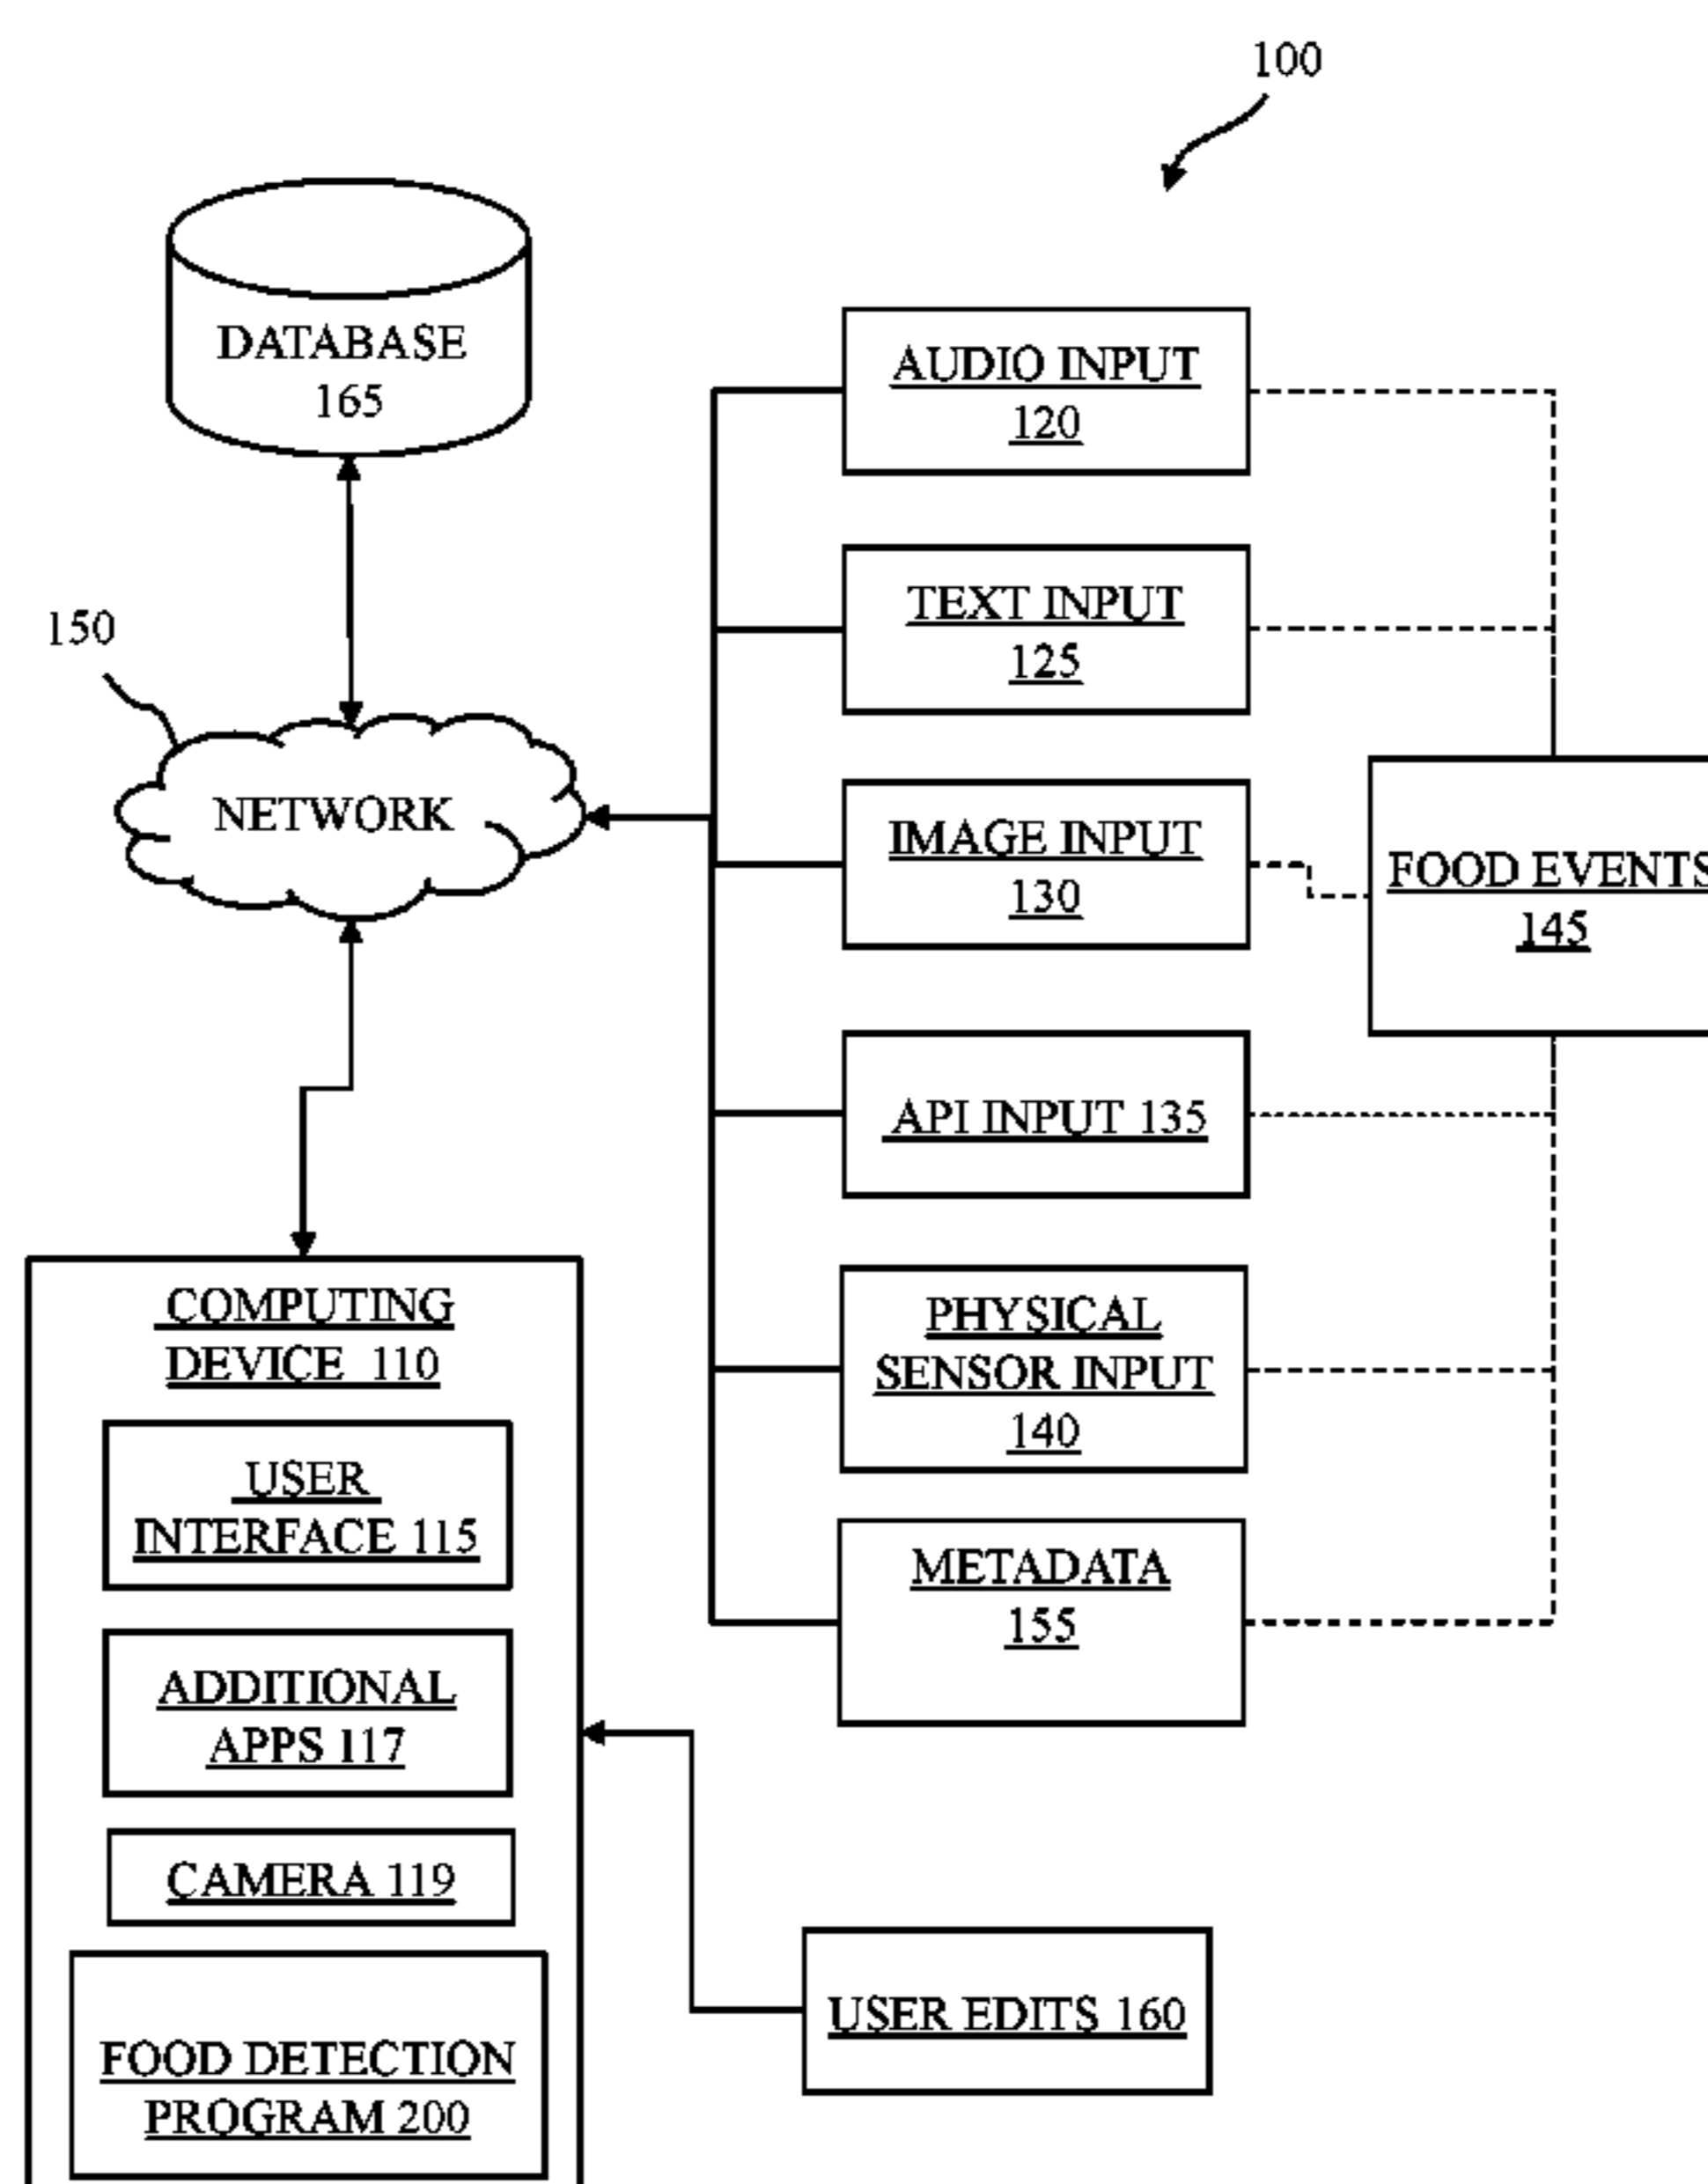 100
DATABASE
165
150
NETWORK
AUDIO INPUT
120
TEXT INPUT
125
IMAGE INPUT
130
API INPUT 135
PHYSICAL
SENSOR INPUT
140
METADATA
155
FOOD EVENTS
145
COMPUTING
DEVICE 110
USER
INTERFACE 115
ADDITIONAL
APPS 117
CAMERA 119
FOOD DETECTION
PROGRAM 200
USER EDITS 160